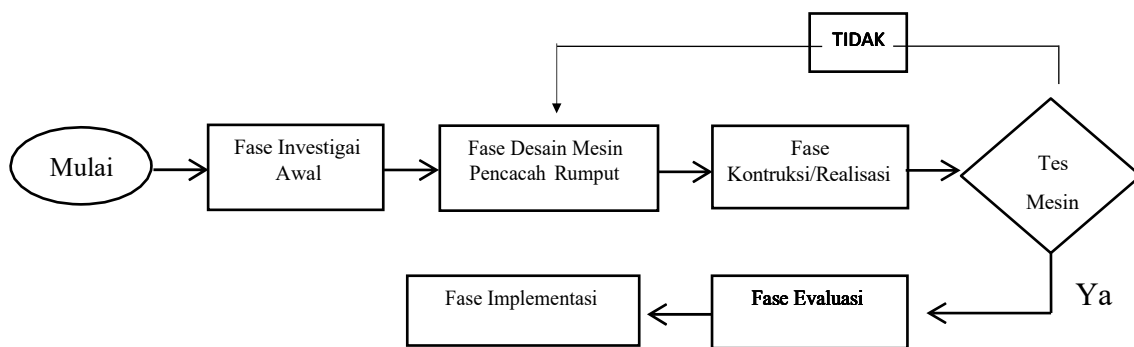 TIDAK
Mulai
Fase Investigai
Awal
Fase Desain Mesin
Pencacah Rumput
Fase
Kontruksi/Realisasi
Tes
Mesin
Fase Implementasi
Fase Evaluasi
Ya